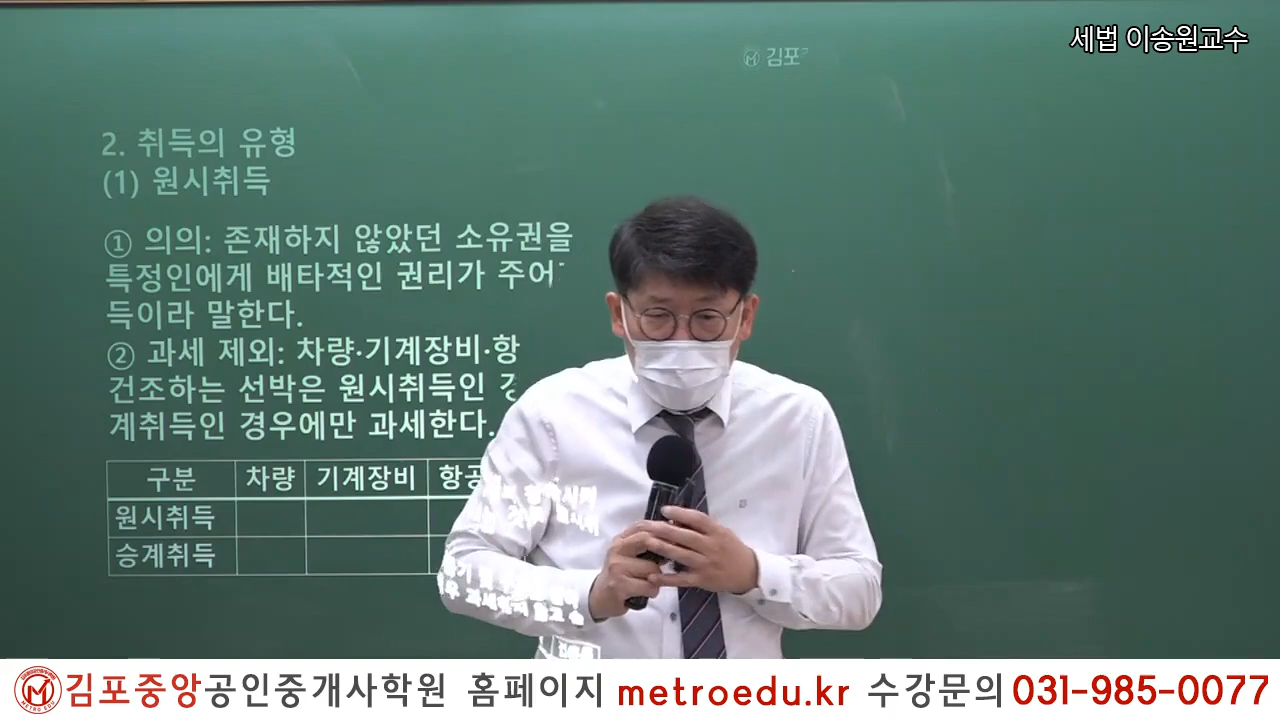 세법 이송원교수
김포
2. 취득의 유형
(1) 원시취득
① 의의: 존재하지 않았던 소유권을
특정인에게 배타적인 권리가 주어
득이라 말한다.
② 과세 제외: 차량·기계장비·항
건조하는 선박은 원시취득인
계취득인 경우에만 과세한다.
구분 차량 기계장비 항공
원시취득
승계취득
김포중앙공인중개사학원 홈페이지 metroedu.kr 수강문의 031-985-0077